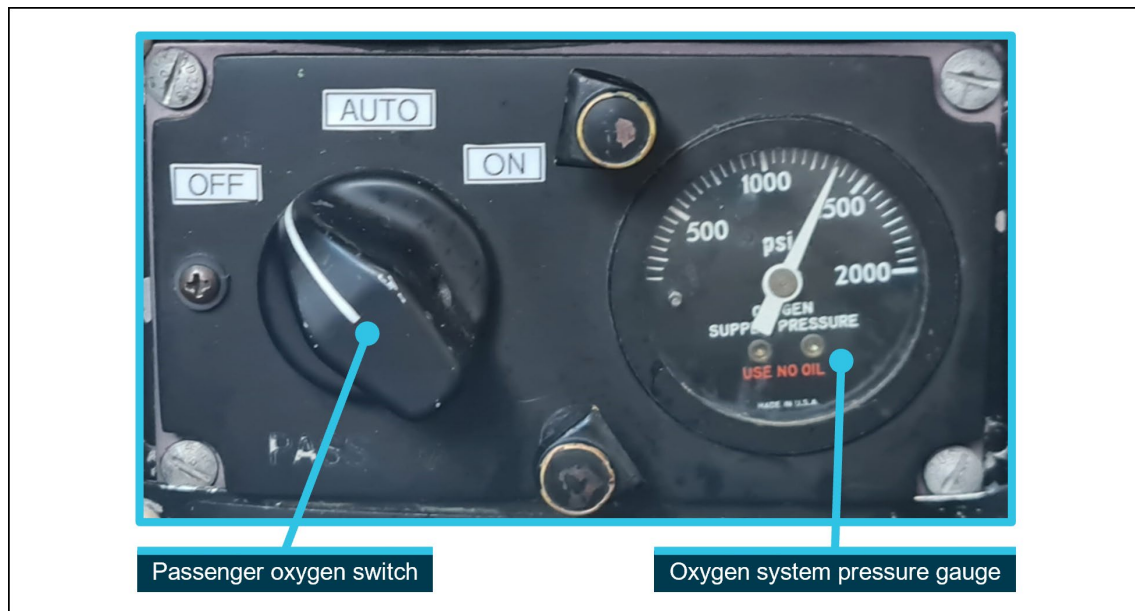 AUTO
OFF
ON
1000
500
500
psi
2000
OXYGEN
SUPPLY PRESSURE
USE NO OIL
MADE IN U.S.A.
PASS
Passenger oxygen switch
Oxygen system pressure gauge